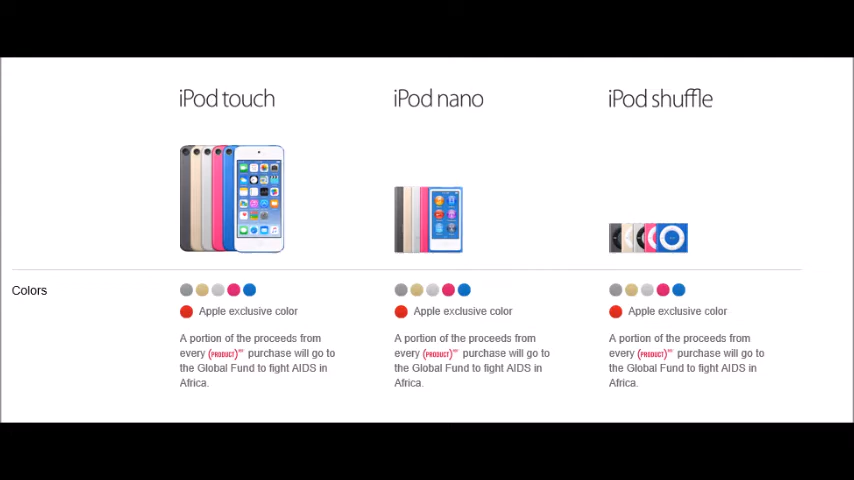 iPod touch
iPod nano
iPod shuffle
Colors
Apple exclusive color
A portion of the proceeds from
every (PRODUCT)™ purchase will go to
the Global Fund to fight AIDS in
Africa.
Apple exclusive color
A portion of the proceeds from
every (PRODUCT)™ purchase will go to
the Global Fund to fight AIDS in
Africa.
Apple exclusive color
A portion of the proceeds from
every (PRODUCT)™ purchase will go to
the Global Fund to fight AIDS in
Africa.